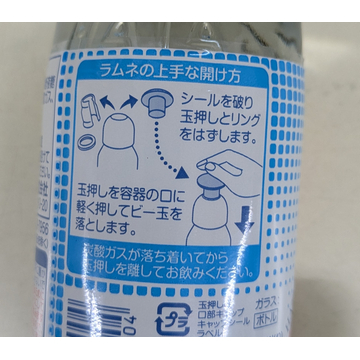 ラムネの上手な開け方
シールを破り
玉押しとリング
をはずします。
玉押しを容器の口に
軽く押してビー玉を
落とします。
炭酸ガスが落ち着いてから
玉押しを離してお飲みください。
プラ
玉押し
口部キャップ
キャップシール
ラベル
ガラス
ボトル
04